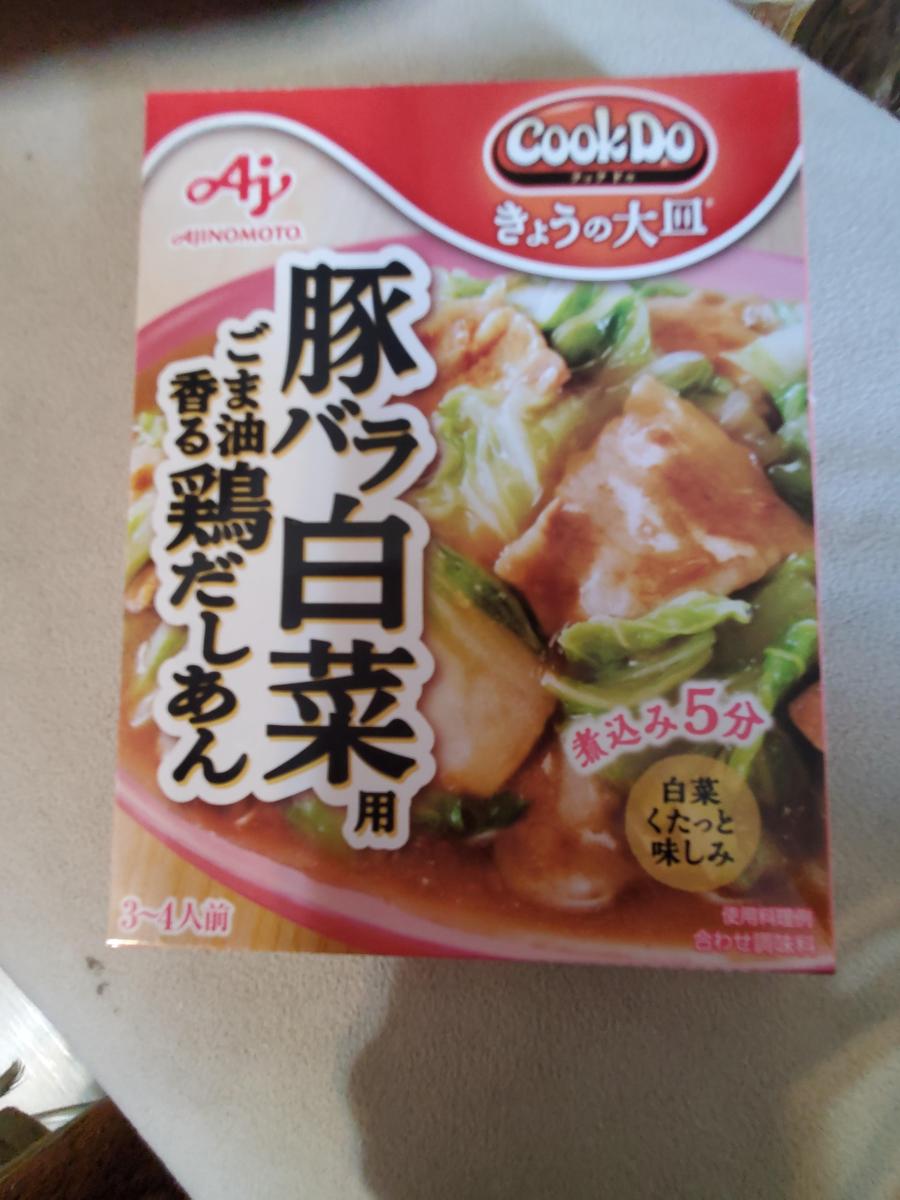 Aj
AJINOMOTO
CookDo
クックドゥ
きょうの大皿
豚バラ白菜用
ごま油
香る
鶏だしあん
煮込み5分
白菜
くたっと
味しみ
3~4人前
使用料理例
合わせ調味料